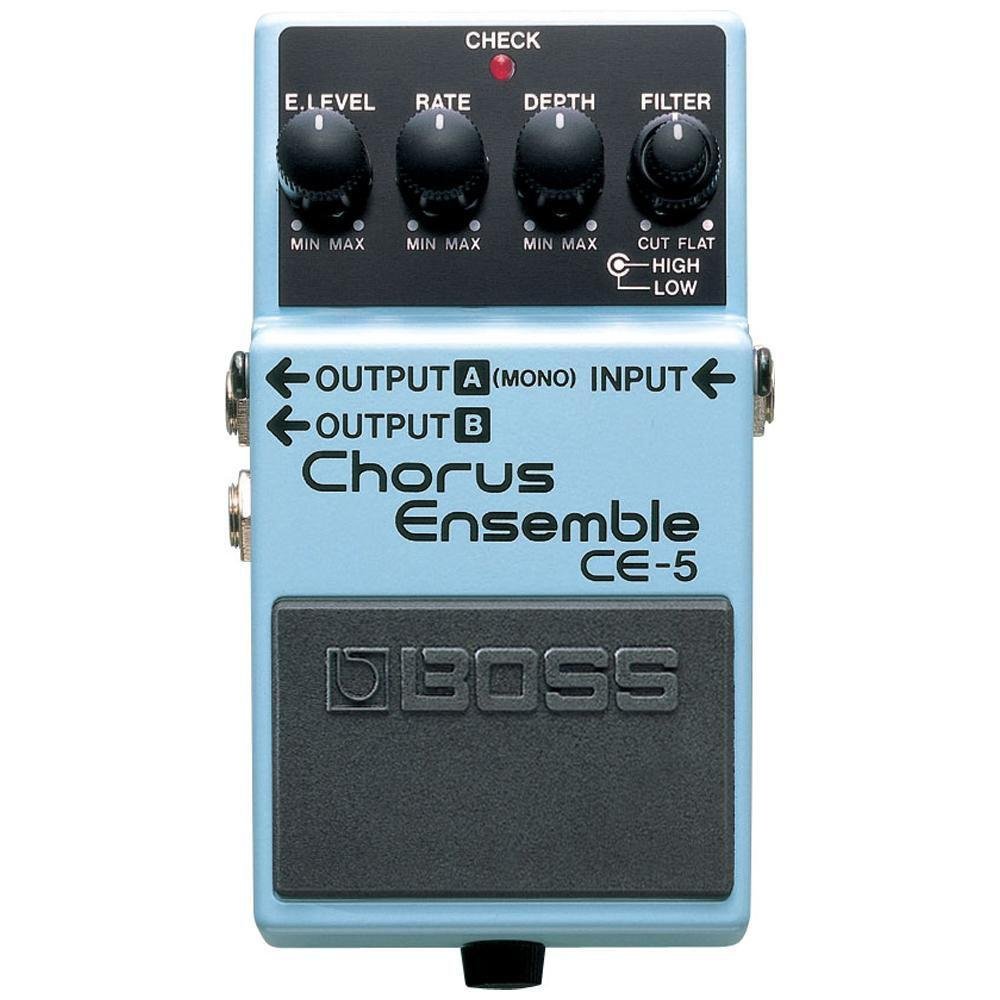 CHECK
E.LEVEL RATE DEPTH FILTER
MIN MAX MIN MAX MIN MAX CUT FLAT
HIGH
LOW
OUTPUT A (MONO) INPUT
OUTPUT B
Chorus
Ensemble
CE-5
BOSS